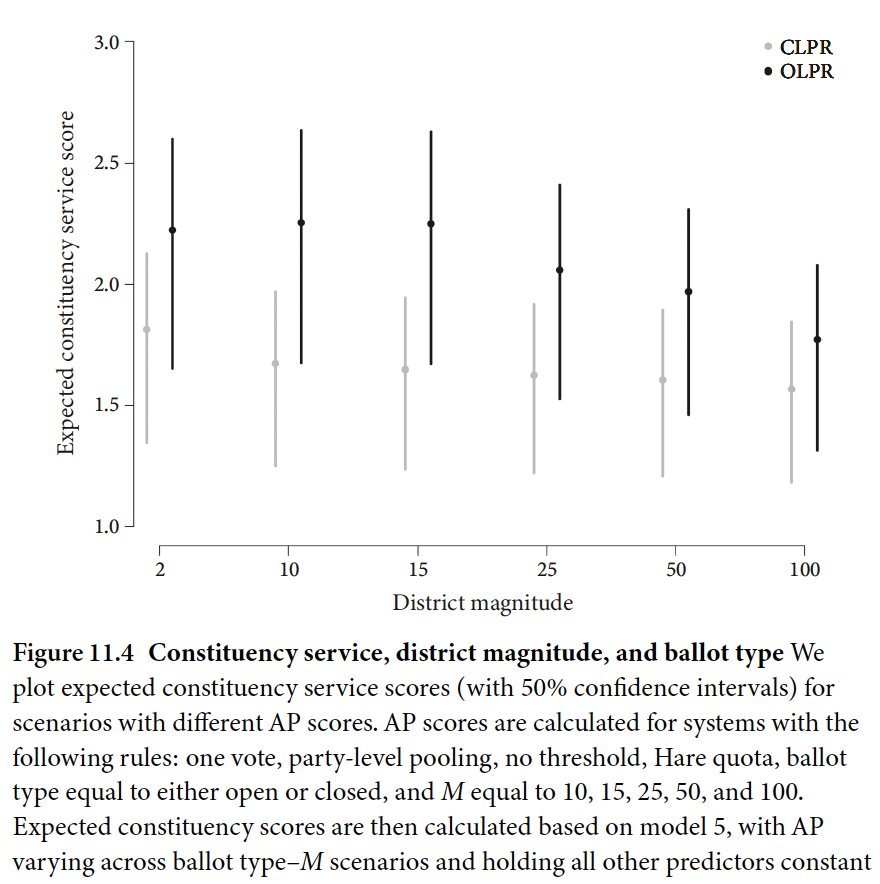 3.0
CLPR
OLPR
2.5
2.0
1.5
1.0
Expected constituency service score
2 10 15 25 50 100
District magnitude
Figure 11.4 Constituency service, district magnitude, and ballot type We
plot expected constituency service scores (with 50% confidence intervals) for
scenarios with different AP scores. AP scores are calculated for systems with the
following rules: one vote, party-level pooling, no threshold, Hare quota, ballot
type equal to either open or closed, and M equal to 10, 15, 25, 50, and 100.
Expected constituency scores are then calculated based on model 5, with AP
varying across ballot type–M scenarios and holding all other predictors constant